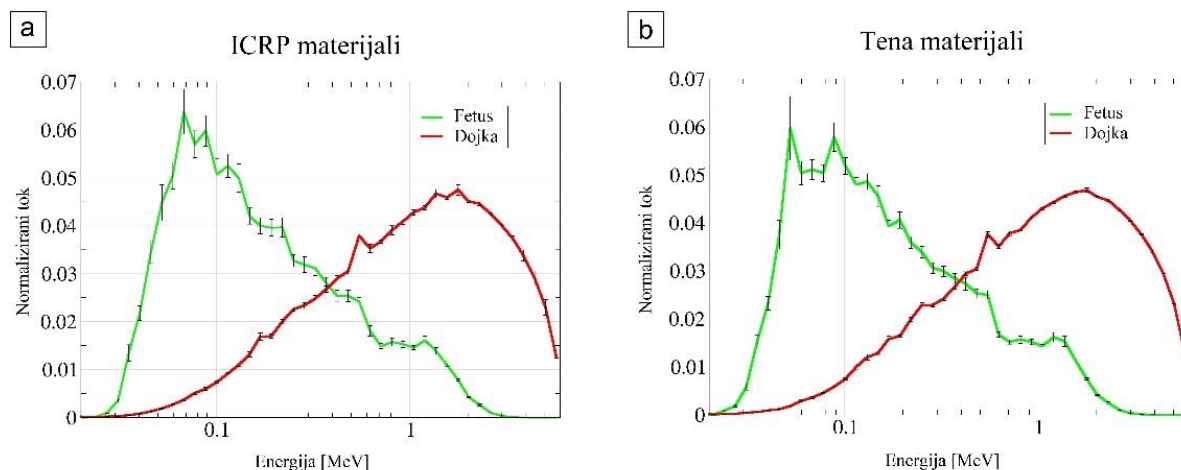 a
ICRP materijali
0.07
0.06
0.05
0.04
0.03
0.02
0.01
0
Normalizirani tok
Fetus
Dojka
0.1
1
Energija [MeV]
b
Tena materijali
0.07
0.06
0.05
0.04
0.03
0.02
0.01
0
Normalizirani tok
Fetus
Dojka
0.1
1
Energija [MeV]